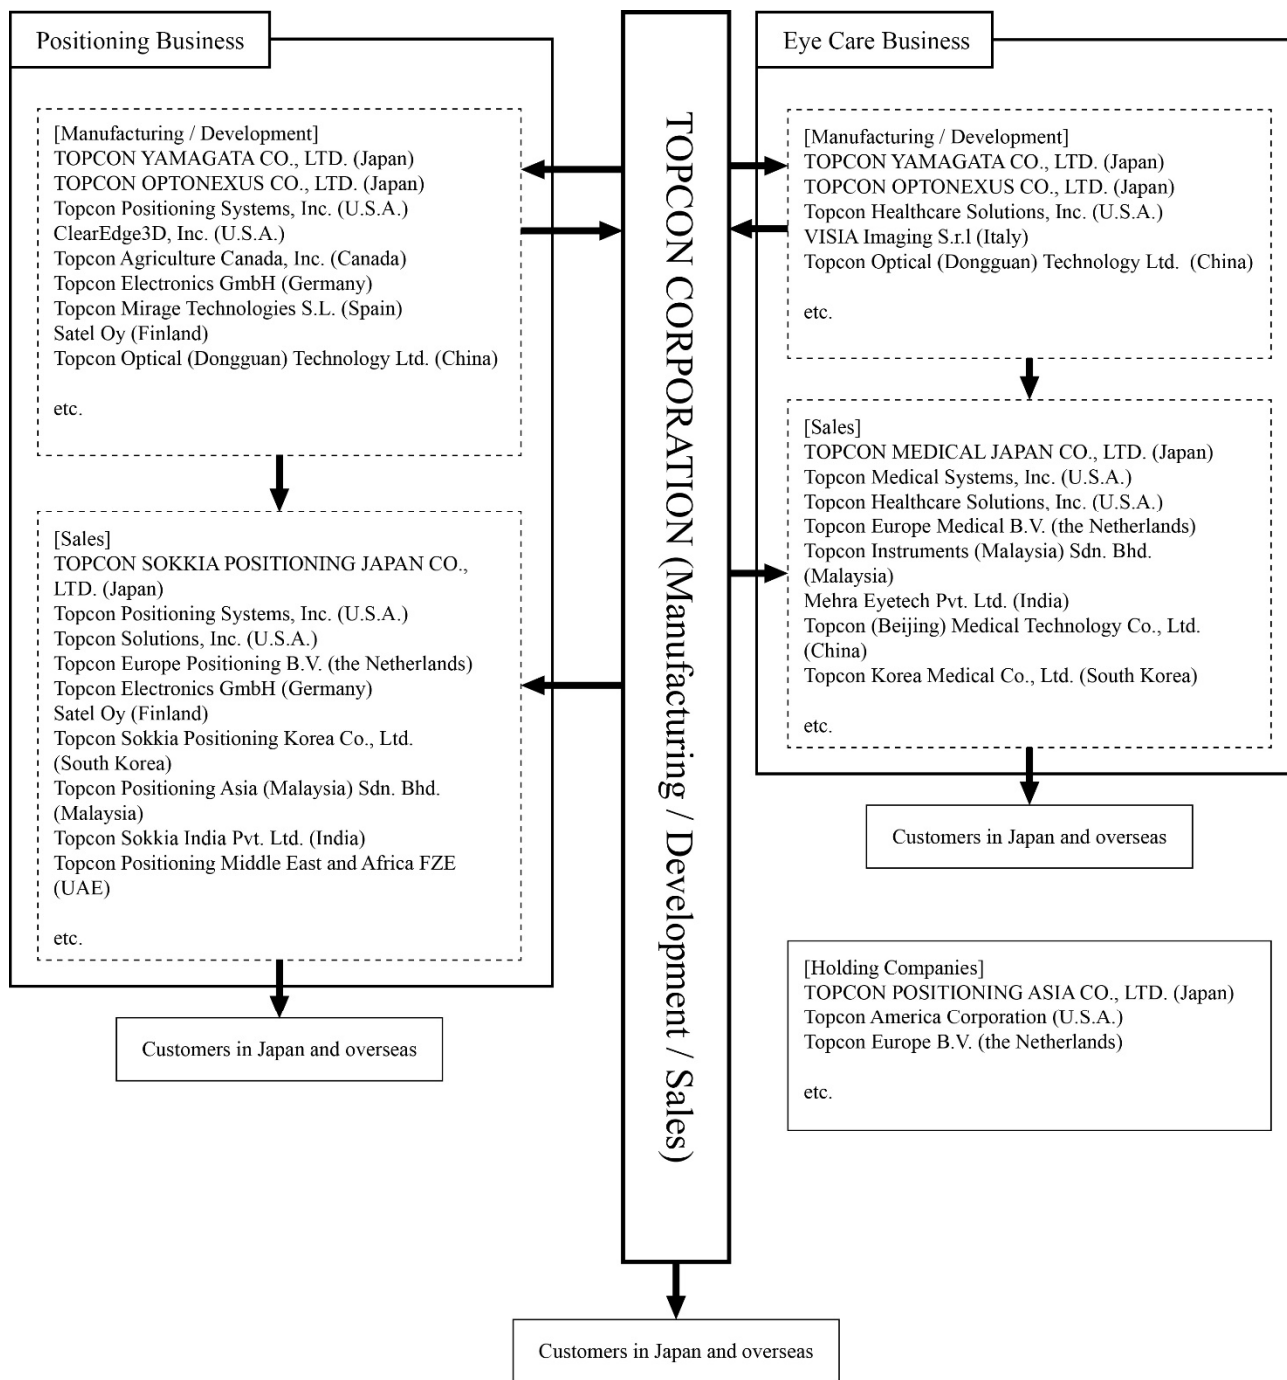 Positioning Business
[Manufacturing / Development]
TOPCON YAMAGATA CO., LTD. (Japan)
TOPCON OPTONEXUS CO., LTD. (Japan)
Topcon Positioning Systems, Inc. (U.S.A.)
ClearEdge3D, Inc. (U.S.A.)
Topcon Agriculture Canada, Inc. (Canada)
Topcon Electronics GmbH (Germany)
Topcon Mirage Technologies S.L. (Spain)
Satel Oy (Finland)
Topcon Optical (Dongguan) Technology Ltd. (China)
etc.
[Sales]
TOPCON SOKKIA POSITIONING JAPAN CO.,
LTD. (Japan)
Topcon Positioning Systems, Inc. (U.S.A.)
Topcon Solutions, Inc. (U.S.A.)
Topcon Europe Positioning B.V. (the Netherlands)
Topcon Electronics GmbH (Germany)
Satel Oy (Finland)
Topcon Sokkia Positioning Korea Co., Ltd.
(South Korea)
Topcon Positioning Asia (Malaysia) Sdn. Bhd.
(Malaysia)
Topcon Sokkia India Pvt. Ltd. (India)
Topcon Positioning Middle East and Africa FZE
(UAE)
etc.
Customers in Japan and overseas
TOPCON CORPORATION (Manufacturing / Development / Sales)
Customers in Japan and overseas
Eye Care Business
[Manufacturing / Development]
TOPCON YAMAGATA CO., LTD. (Japan)
TOPCON OPTONEXUS CO., LTD. (Japan)
Topcon Healthcare Solutions, Inc. (U.S.A.)
VISIA Imaging S.r.l (Italy)
Topcon Optical (Dongguan) Technology Ltd. (China)
etc.
[Sales]
TOPCON MEDICAL JAPAN CO., LTD. (Japan)
Topcon Medical Systems, Inc. (U.S.A.)
Topcon Healthcare Solutions, Inc. (U.S.A.)
Topcon Europe Medical B.V. (the Netherlands)
Topcon Instruments (Malaysia) Sdn. Bhd.
(Malaysia)
Mehra Eyetech Pvt. Ltd. (India)
Topcon (Beijing) Medical Technology Co., Ltd.
(China)
Topcon Korea Medical Co., Ltd. (South Korea)
etc.
Customers in Japan and overseas
[Holding Companies]
TOPCON POSITIONING ASIA CO., LTD. (Japan)
Topcon America Corporation (U.S.A.)
Topcon Europe B.V. (the Netherlands)
etc.